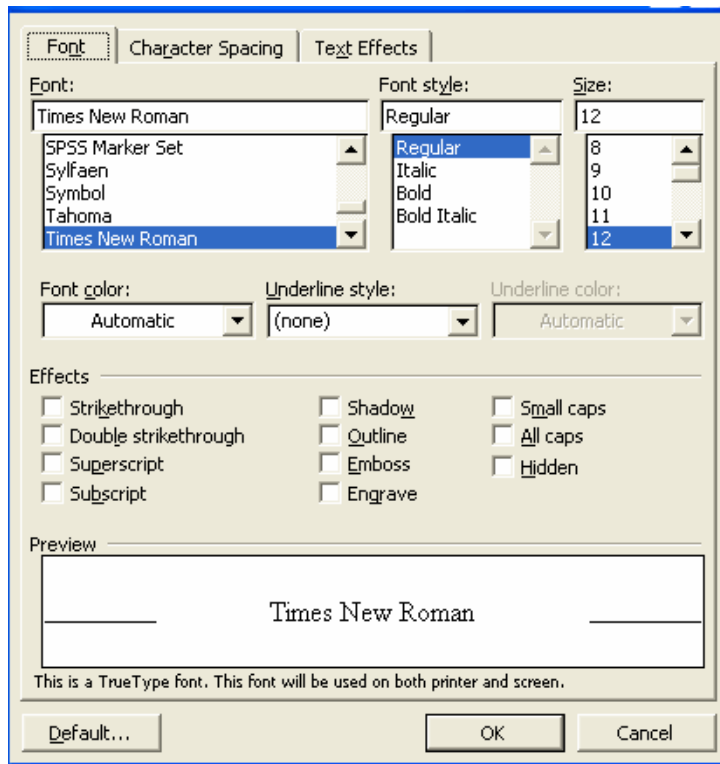 Font Character Spacing Text Effects
Font: Font style: Size:
Times New Roman Regular 12
SPSS Marker Set Regular 8
Sylfaen Italic 9
Symbol Bold 10
Tahoma Bold Italic 11
Times New Roman 12
Font color: Underline style: Underline color:
Automatic (none) Automatic
Effects
Strikethrough Shadow Small caps
Double strikethrough Outline All caps
Superscript Emboss Hidden
Subscript Engrave
Preview
Times New Roman
This is a TrueType font. This font will be used on both printer and screen.
Default... OK Cancel